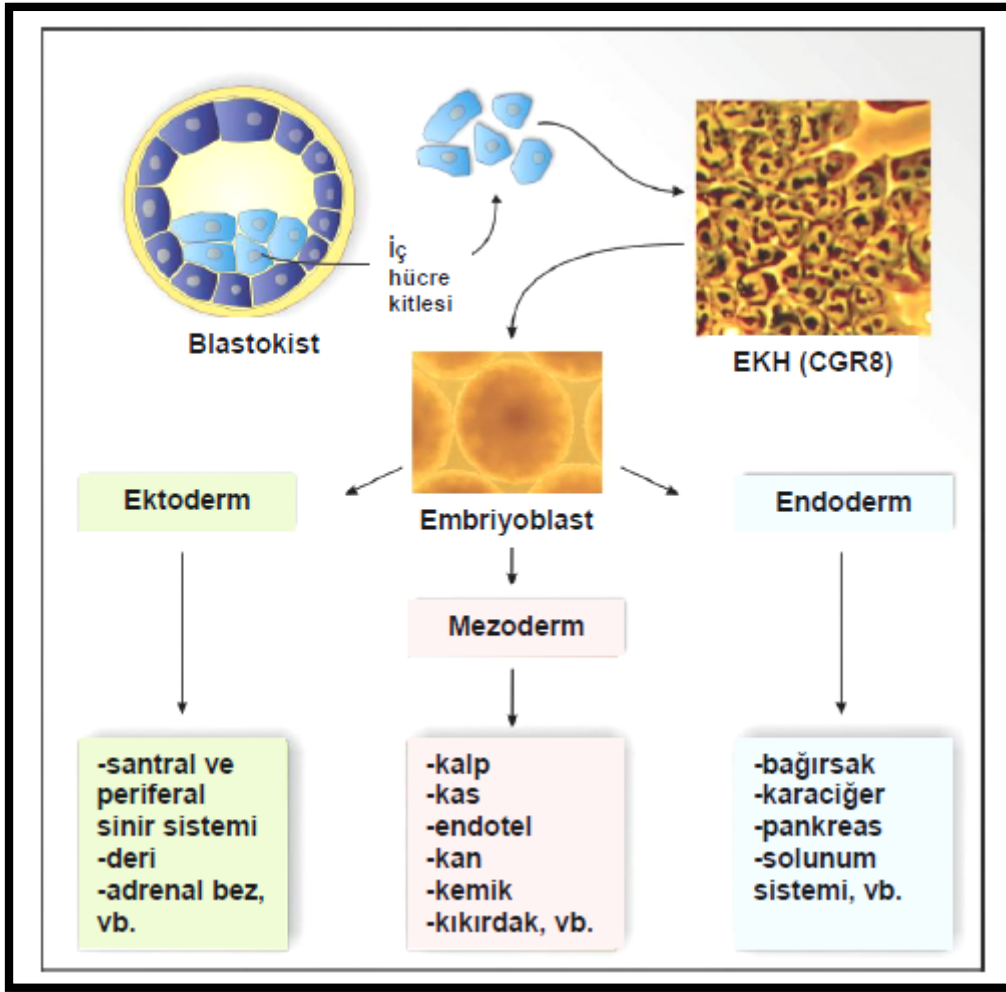 İç
hücre
kitlesi
Blastokist
EKH (CGR8)
Embriyoblast
Ektoderm
Endoderm
Mezoderm
-santral ve
periferal
sinir sistemi
-deri
-adrenal bez,
vb.
-kalp
-kas
-endotel
-kan
-kemik
-kıkırdak, vb.
-bağırsak
-karaciğer
-pankreas
-solunum
sistemi, vb.